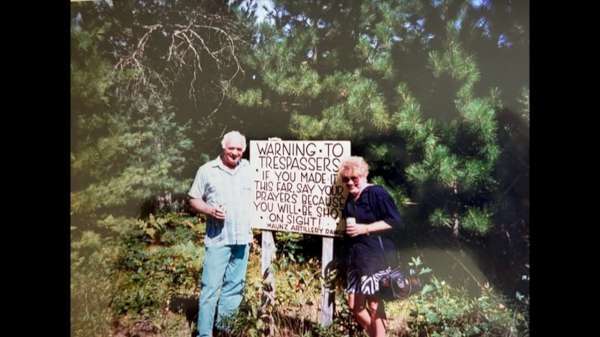 WARNING·TO
TRESPASSERS
IF YOU MADE IT
THIS FAR, SAY YOUR
PRAYERS BECAUSE
YOU WILL·BE SHOT
ON SIGHT!
MAUNZ ARTILLERY